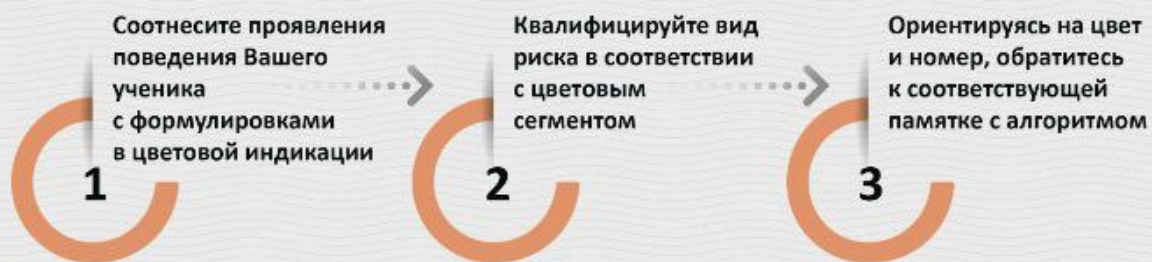 Соотнесите проявления
поведения Вашего
ученика
с формулировками
в цветовой индикации
1
Квалифицируйте вид
риска в соответствии
с цветовым
сегментом
2
Ориентируясь на цвет
и номер, обратитесь
к соответствующей
памятке с алгоритмом
3